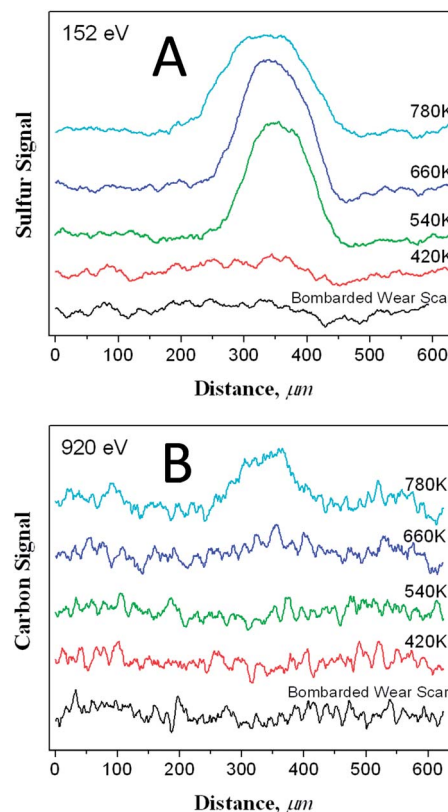 152 eV
A
Sulfur Signal
780K
660K
540K
420K
Bombarded Wear Scar
0 100 200 300 400 500 600
Distance, μm
920 eV
B
Carbon Signal
780K
660K
540K
420K
Bombarded Wear Scar
0 100 200 300 400 500 600
Distance, μm